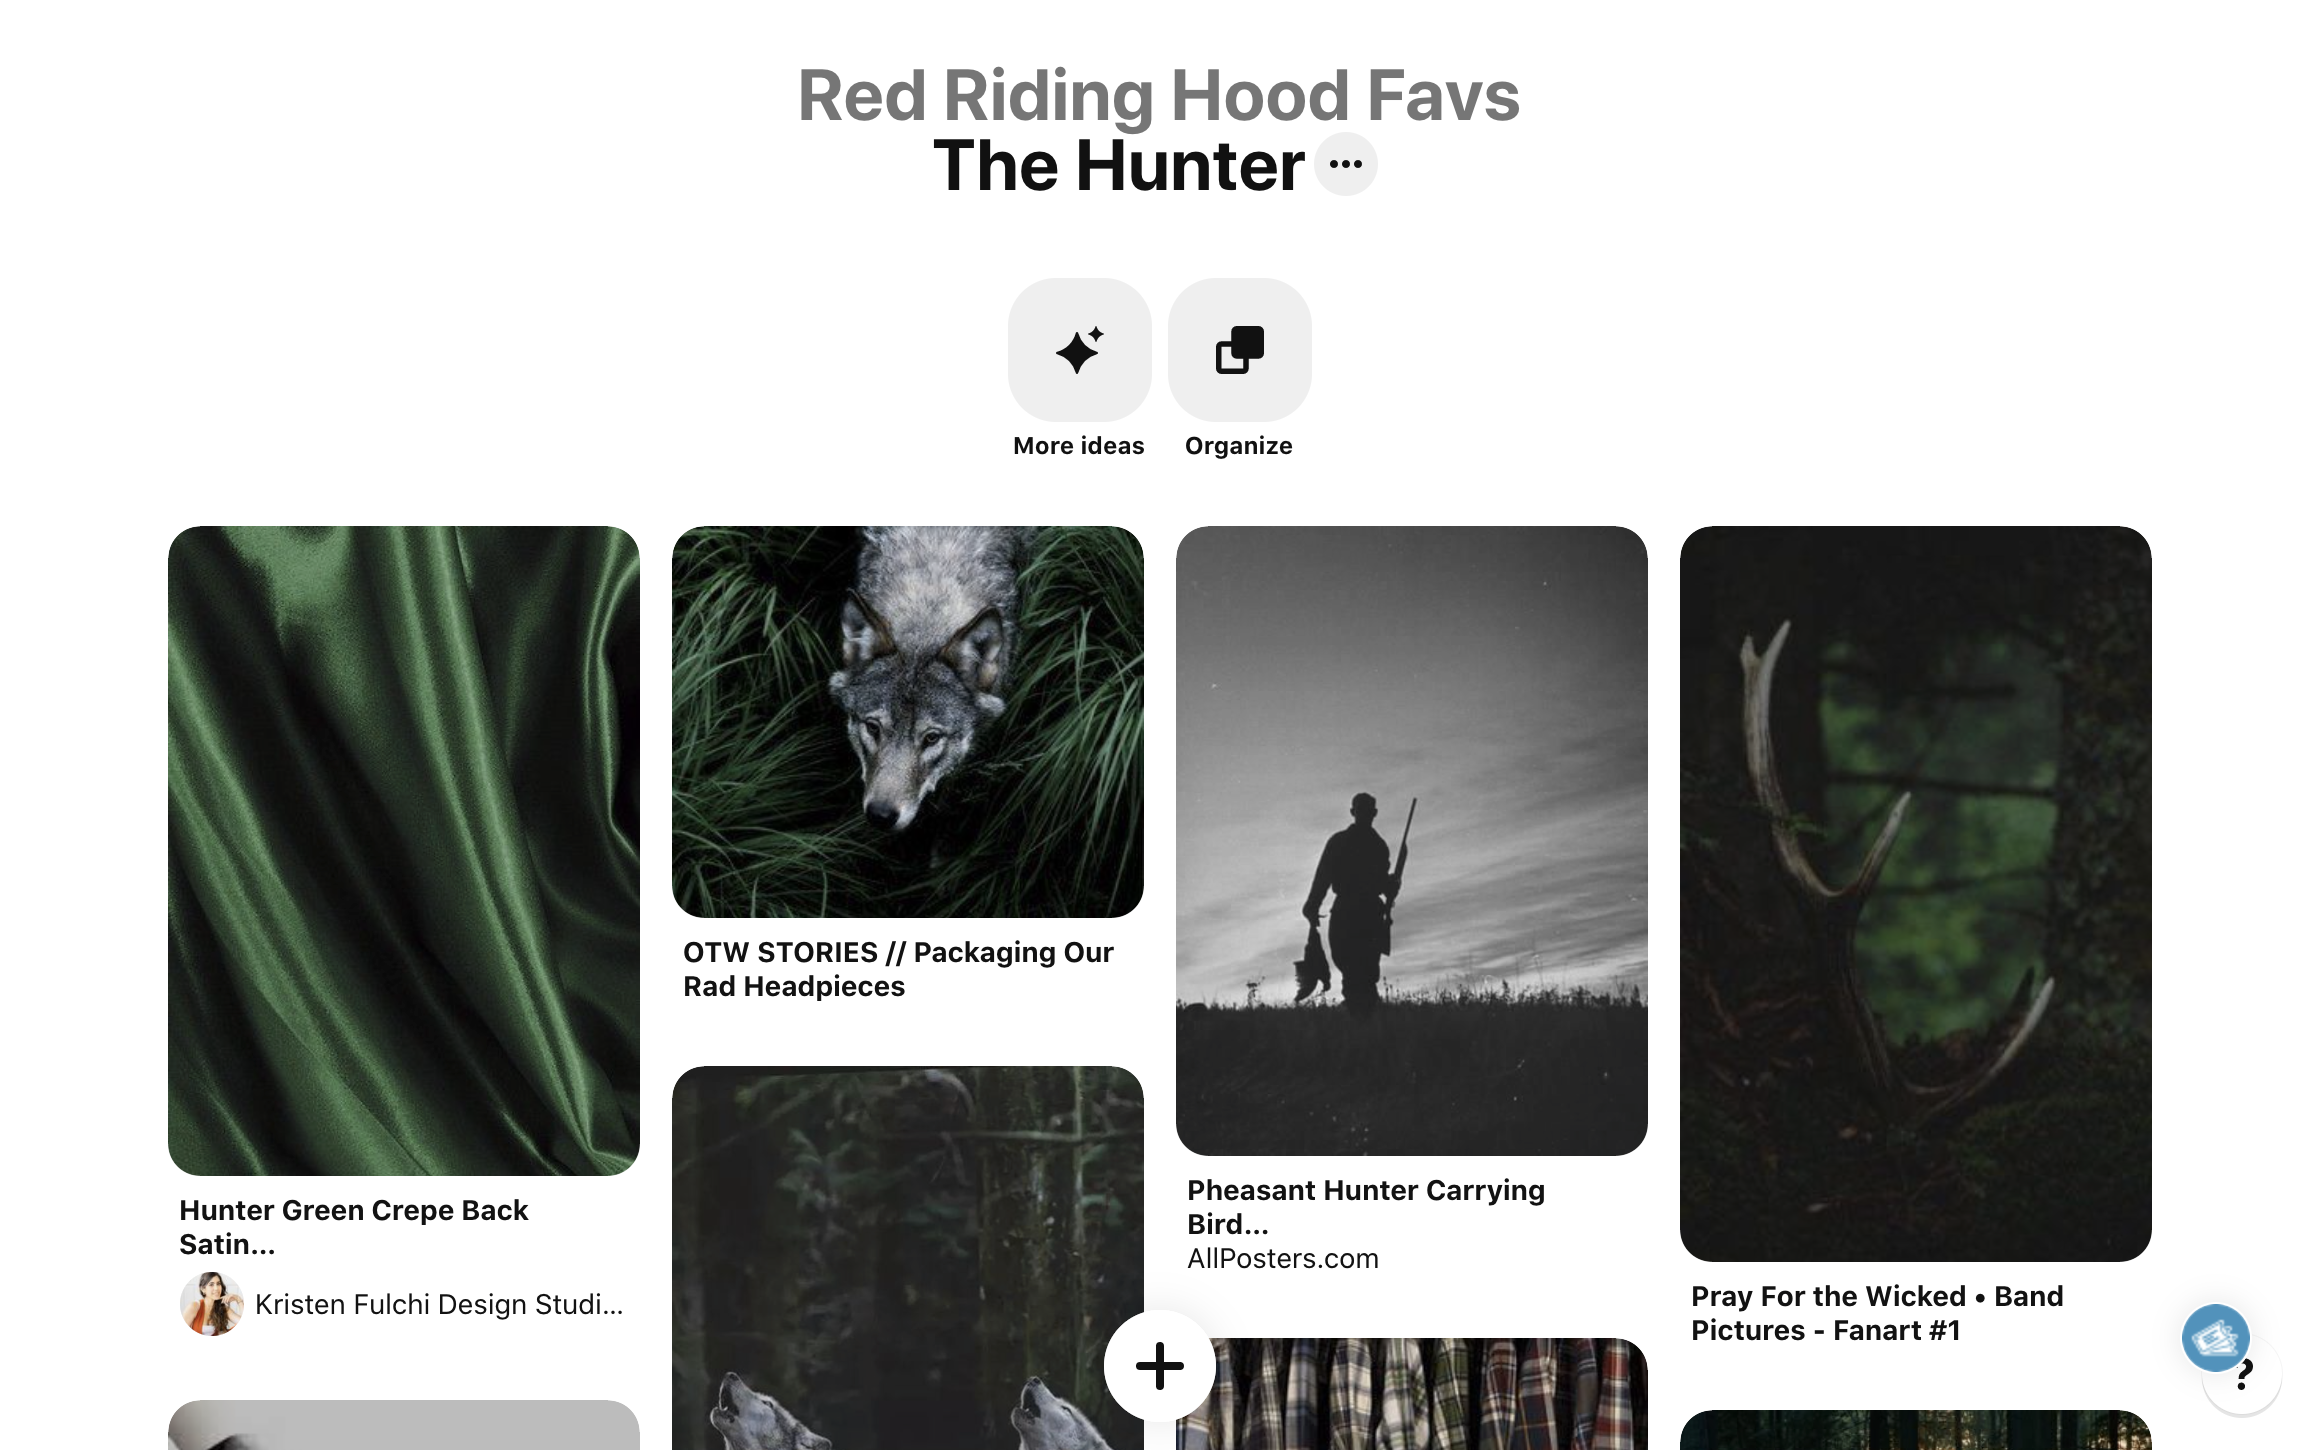 Red Riding Hood Favs
The Hunter
More ideas
Organize
Hunter Green Crepe Back
Satin...
Kristen Fulchi Design Studi...
OTW STORIES // Packaging Our
Rad Headpieces
Pheasant Hunter Carrying
Bird...
AllPosters.com
Pray For the Wicked • Band
Pictures - Fanart #1
?